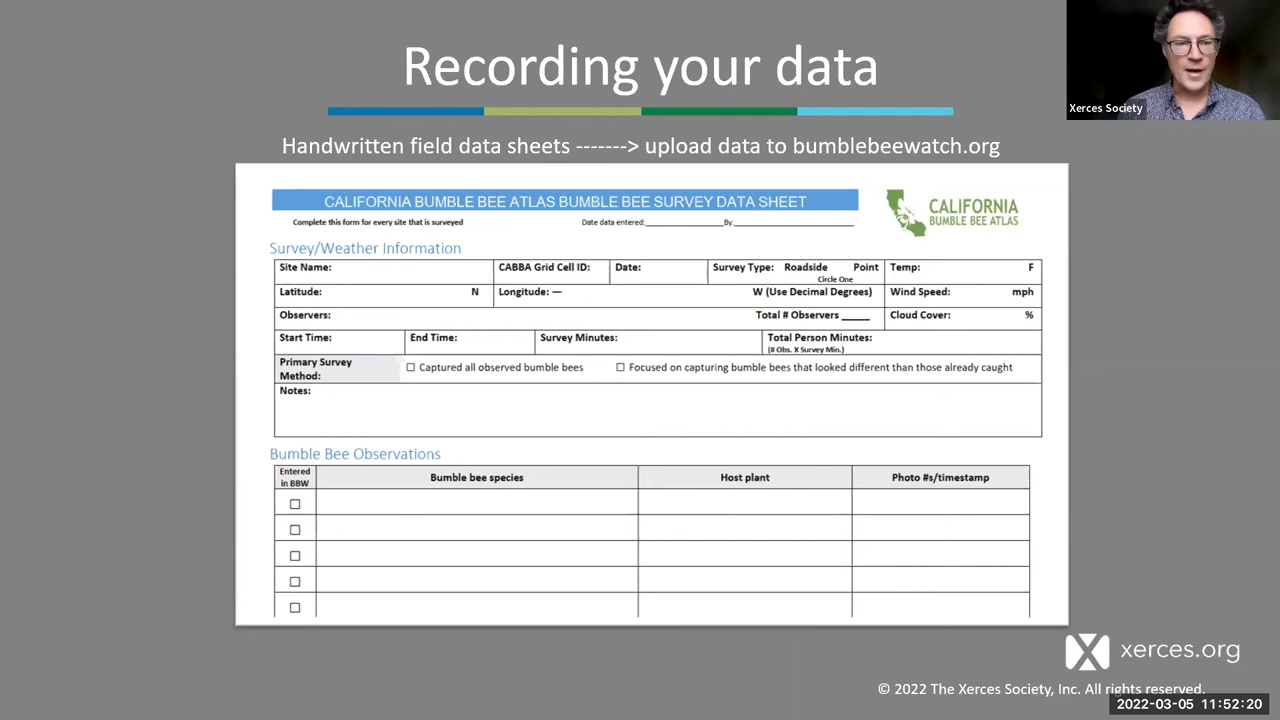 Recording your data
Xerces Society
Handwritten field data sheets -------> upload data to bumblebeewatch.org
CALIFORNIA BUMBLE BEE ATLAS BUMBLE BEE SURVEY DATA SHEET
CALIFORNIA
BUMBLE BEE ATLAS
Complete this form for every site that is surveyed Date data entered:________________By:________________________
Survey/Weather Information
Site Name: CABBA Grid Cell ID: Date: Survey Type: Roadside Point Temp: F
Circle One
Latitude: N Longitude: — W (Use Decimal Degrees) Wind Speed: mph
Observers: Total # Observers _____ Cloud Cover: %
Start Time: End Time: Survey Minutes: Total Person Minutes:
(# Obs. X Survey Min.)
Primary Survey
Method: ☐ Captured all observed bumble bees ☐ Focused on capturing bumble bees that looked different than those already caught
Notes:
Bumble Bee Observations
Entered
in BBW Bumble bee species Host plant Photo #s/timestamp
xerces.org
© 2022 The Xerces Society, Inc. All rights reserved.
2022-03-05 11:52:20